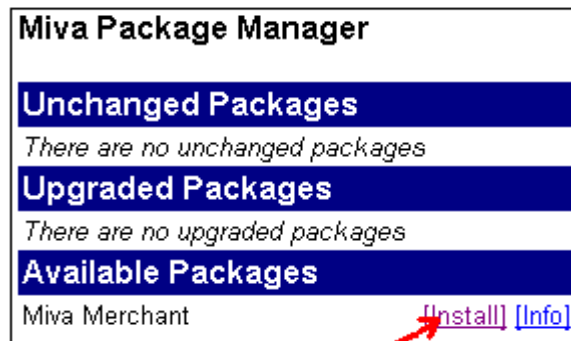 Miva Package Manager
Unchanged Packages
There are no unchanged packages
Upgraded Packages
There are no upgraded packages
Available Packages
Miva Merchant [Install] [Info]